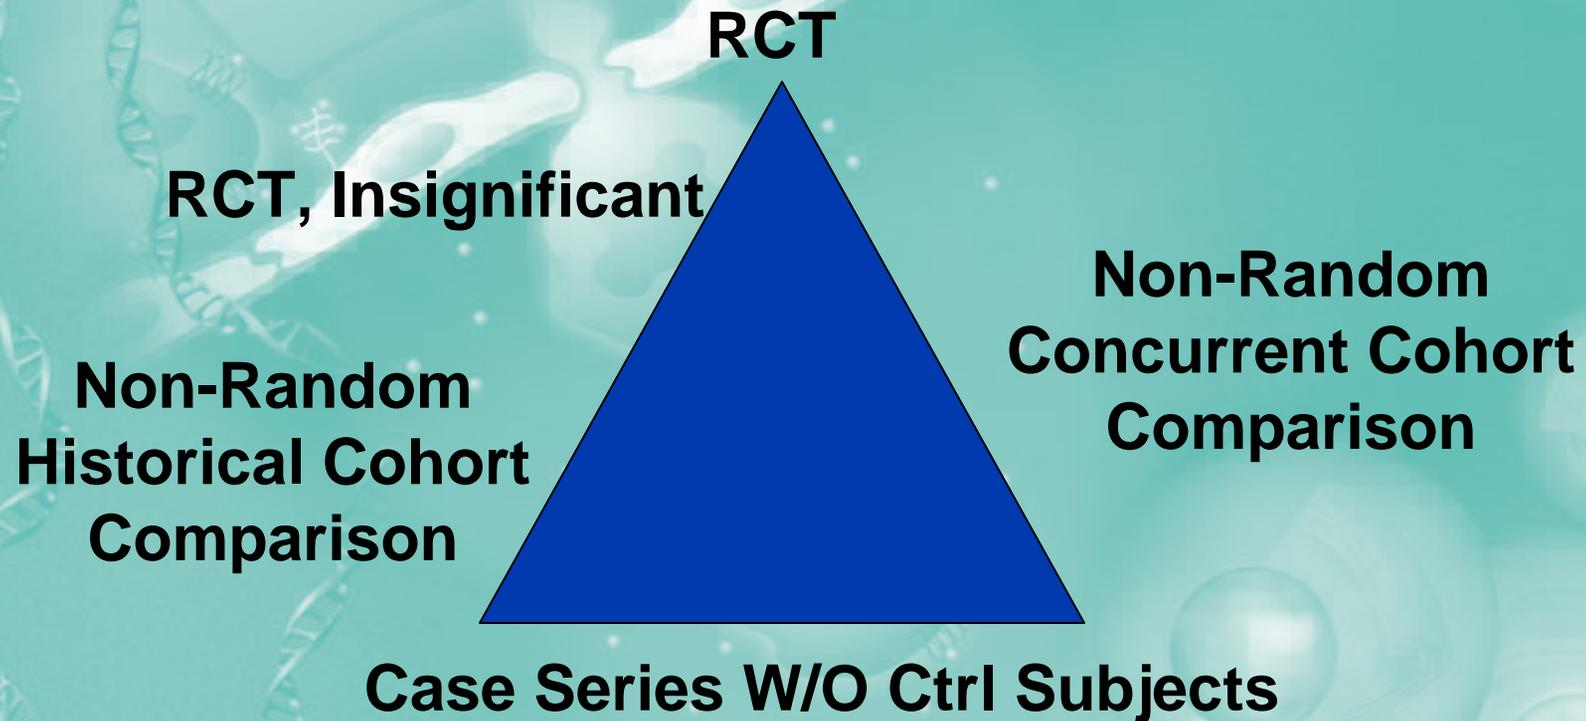 RCT
RCT, Insignificant
Non-Random
Concurrent Cohort
Comparison
Non-Random
Historical Cohort
Comparison
Case Series W/O Ctrl Subjects